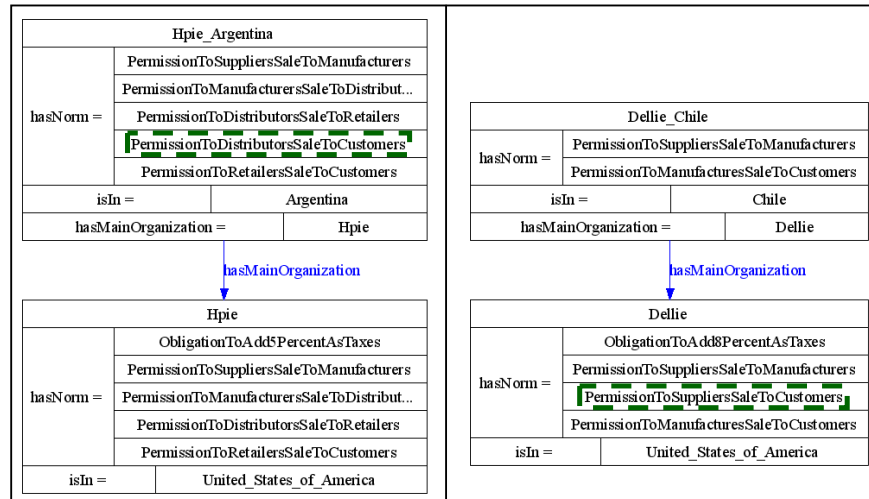 Hpie_Argentina
hasNorm =
PermissionToSuppliersSaleToManufacturers
PermissionToManufacturersSaleToDistribut...
PermissionToDistributorsSaleToRetailers
PermissionToDistributorsSaleToCustomers
PermissionToRetailersSaleToCustomers
isIn = Argentina
hasMainOrganization = Hpie
hasMainOrganization
Hpie
hasNorm =
ObligationToAdd5PercentAsTaxes
PermissionToSuppliersSaleToManufacturers
PermissionToManufacturersSaleToDistribut...
PermissionToDistributorsSaleToRetailers
PermissionToRetailersSaleToCustomers
isIn = United_States_of_America
Dellie_Chile
hasNorm =
PermissionToSuppliersSaleToManufacturers
PermissionToManufacturesSaleToCustomers
isIn = Chile
hasMainOrganization = Dellie
hasMainOrganization
Dellie
hasNorm =
ObligationToAdd8PercentAsTaxes
PermissionToSuppliersSaleToManufacturers
PermissionToSuppliersSaleToCustomers
PermissionToManufacturesSaleToCustomers
isIn = United_States_of_America